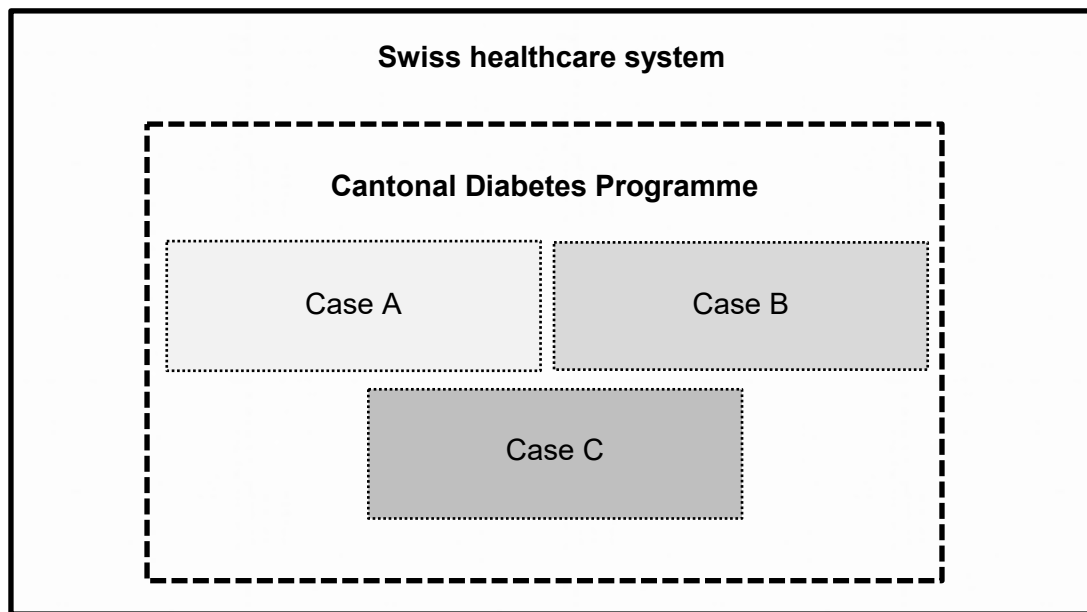 Swiss healthcare system
Cantonal Diabetes Programme
Case A
Case B
Case C